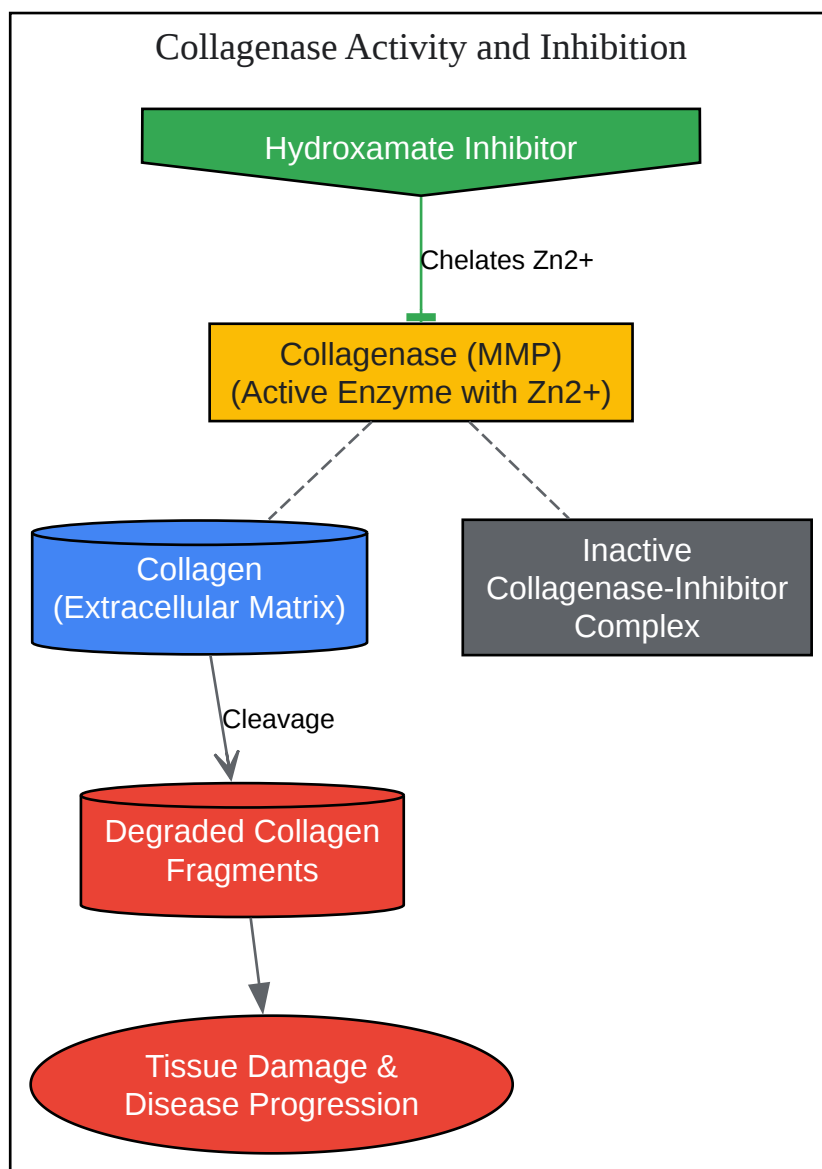 Collagenase Activity and Inhibition
Hydroxamate Inhibitor
Chelates Zn2+
Collagenase (MMP)
(Active Enzyme with Zn2+)
Collagen
(Extracellular Matrix)
Inactive
Collagenase-Inhibitor
Complex
Cleavage
Degraded Collagen
Fragments
Tissue Damage &
Disease Progression